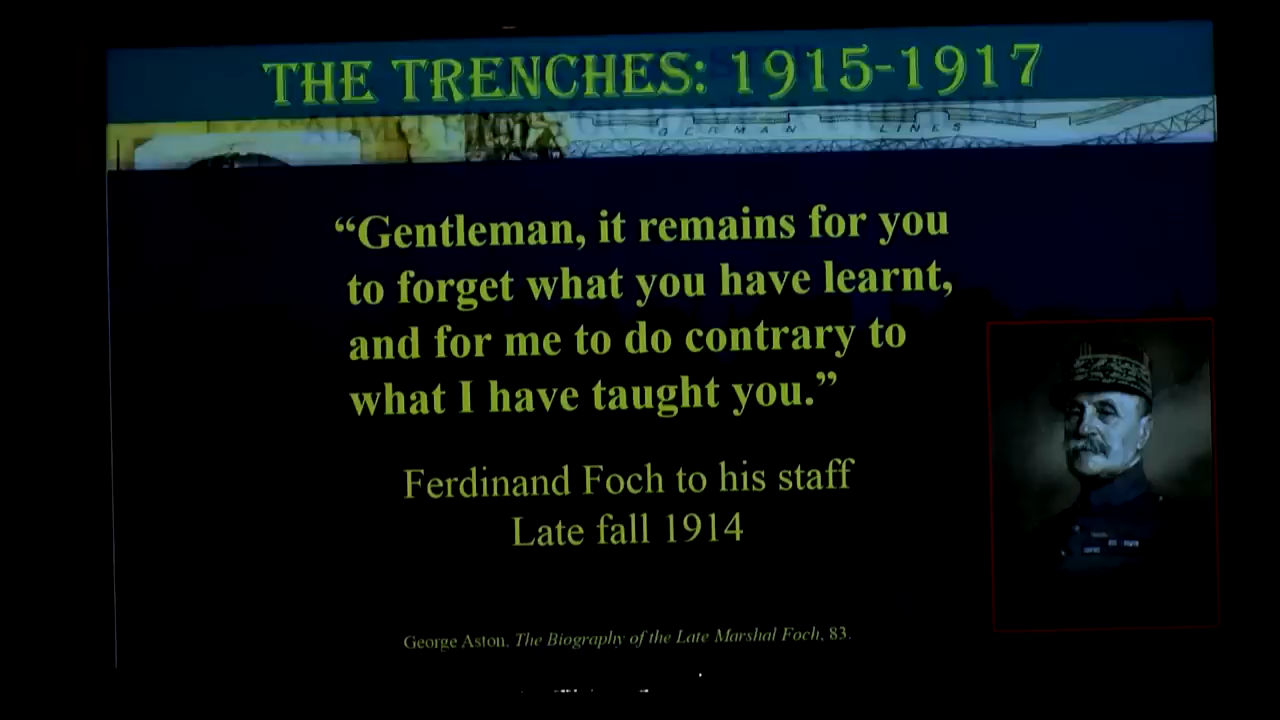 THE TRENCHES: 1915-1917
GERMAN LINES
“Gentleman, it remains for you
to forget what you have learnt,
and for me to do contrary to
what I have taught you.”
Ferdinand Foch to his staff
Late fall 1914
George Aston, The Biography of the Late Marshal Foch, 83.